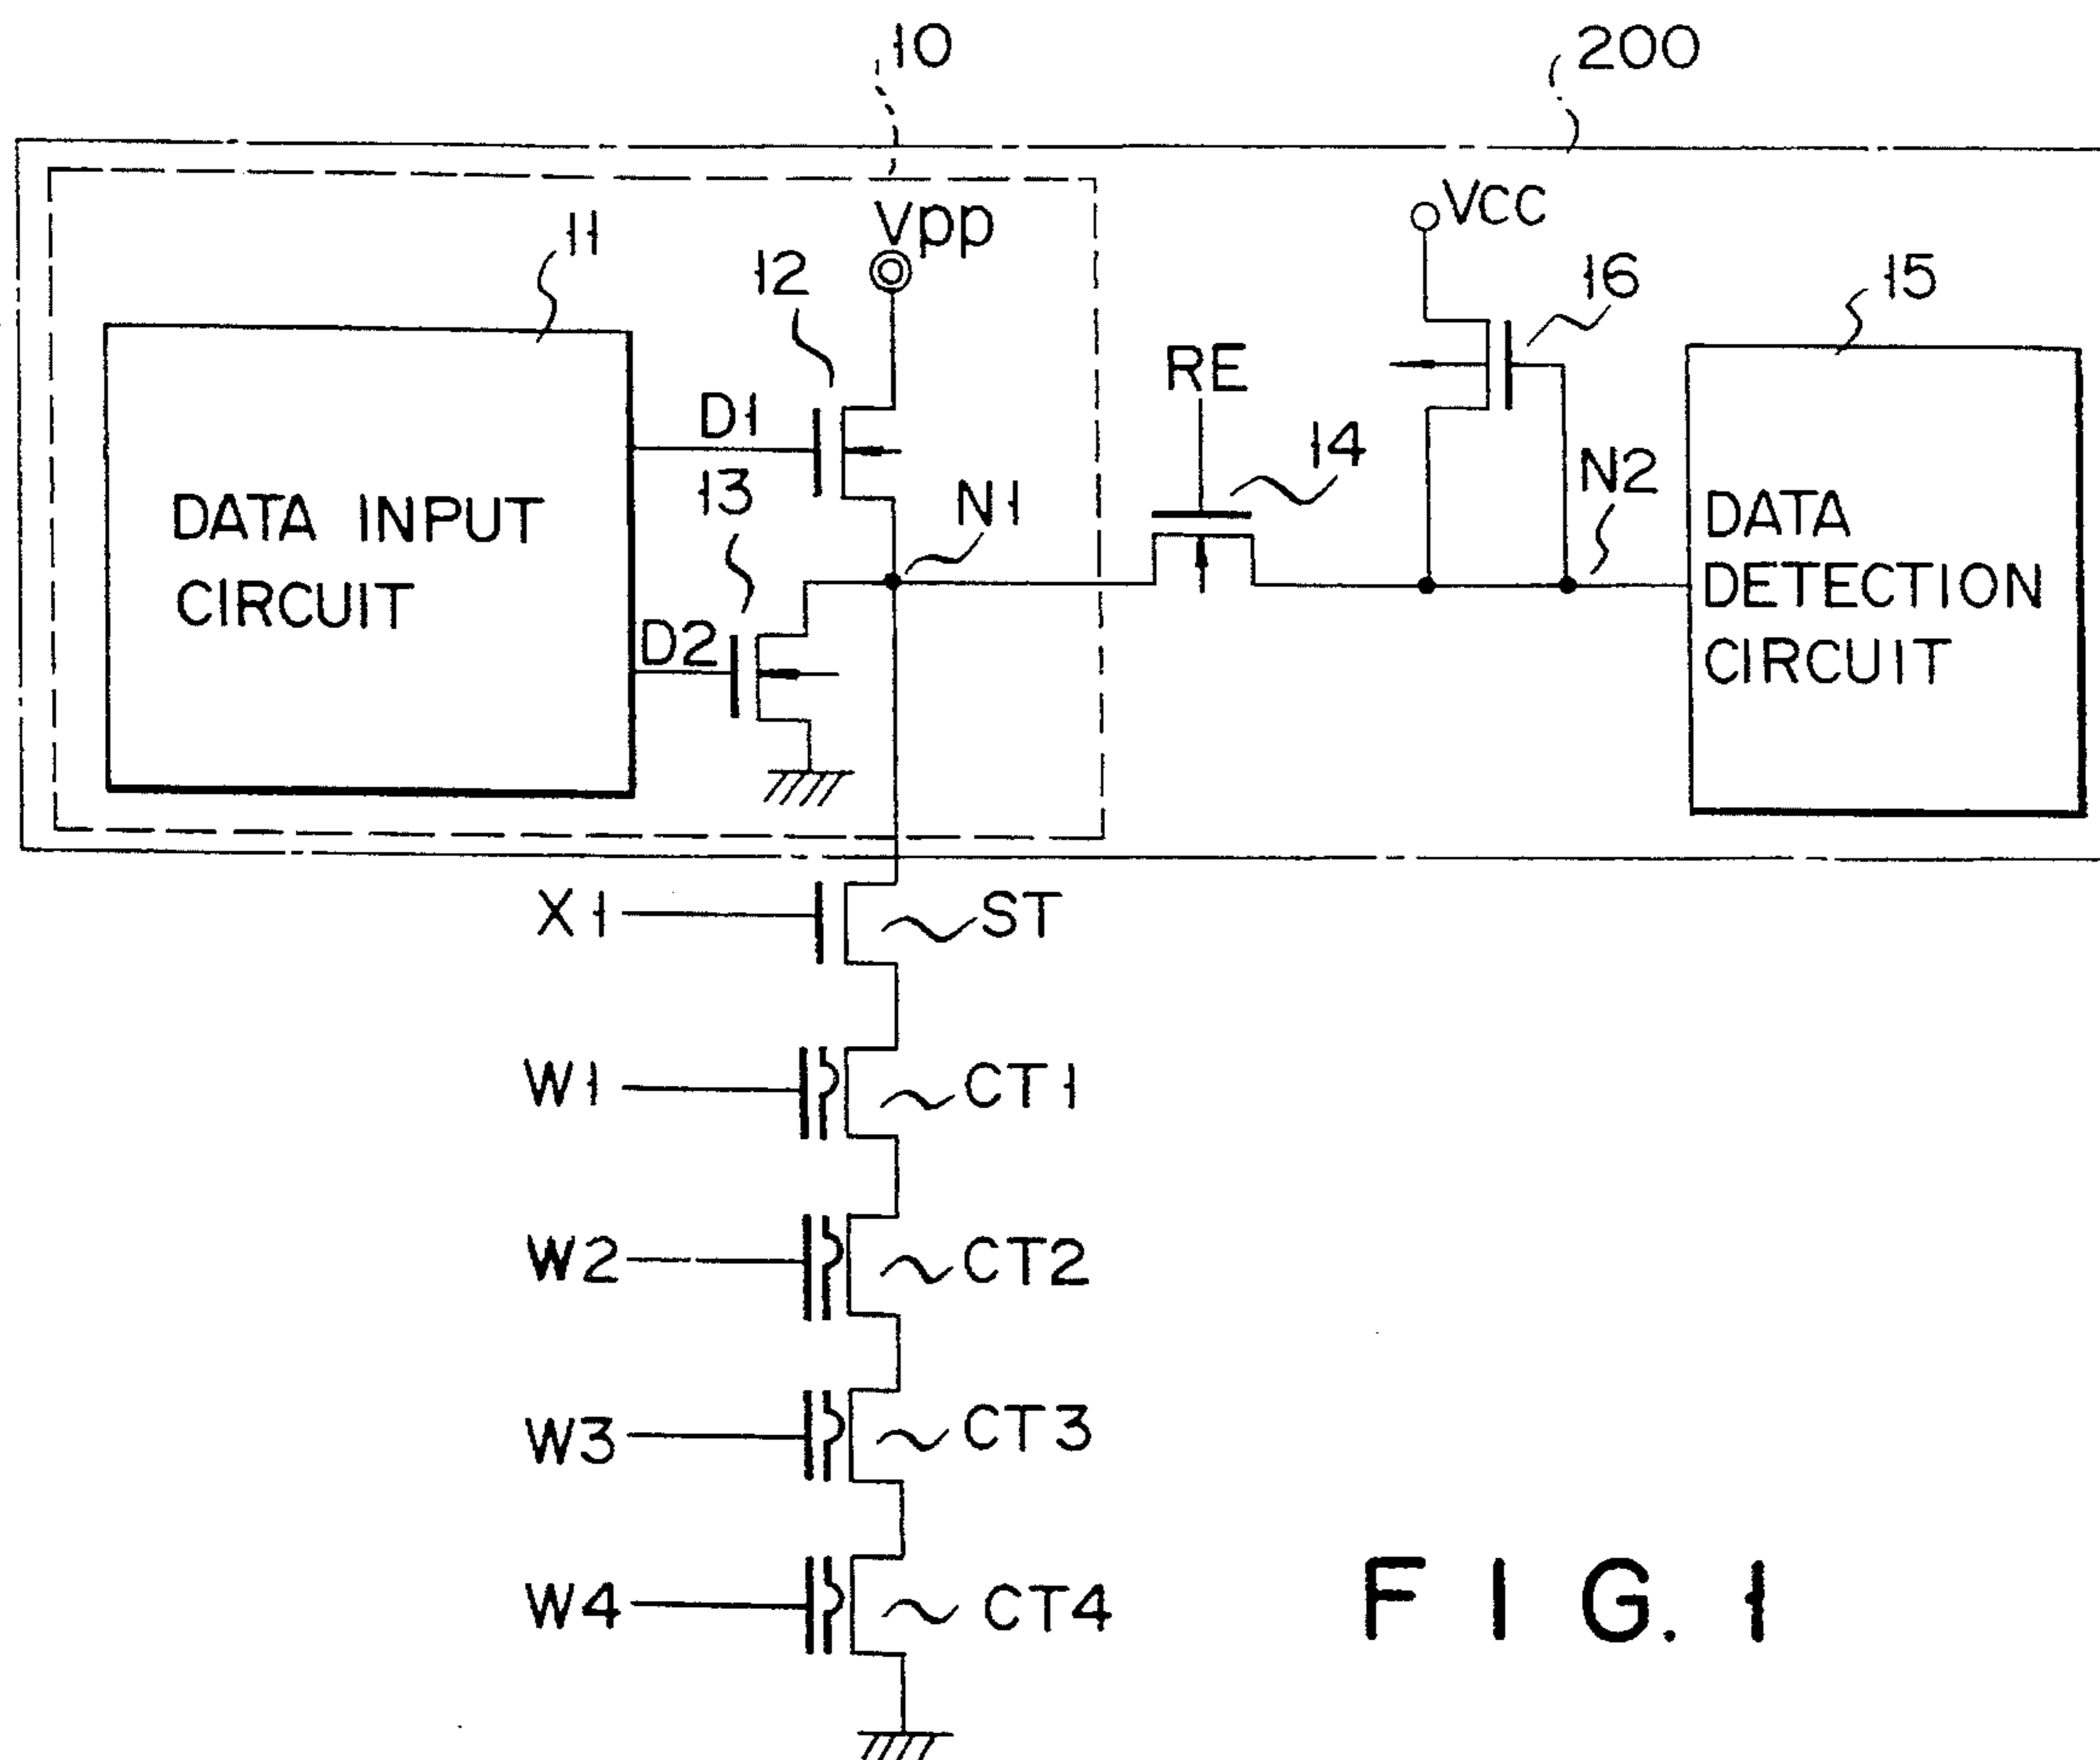 10
200
Vpp
VCC
11
12
16
15
RE
D1
14
13
N1
N2
DATA INPUT
CIRCUIT
DATA
DETECTION
CIRCUIT
D2
X1
ST
W1
CT1
W2
CT2
W3
CT3
W4
CT4
FIG. 1